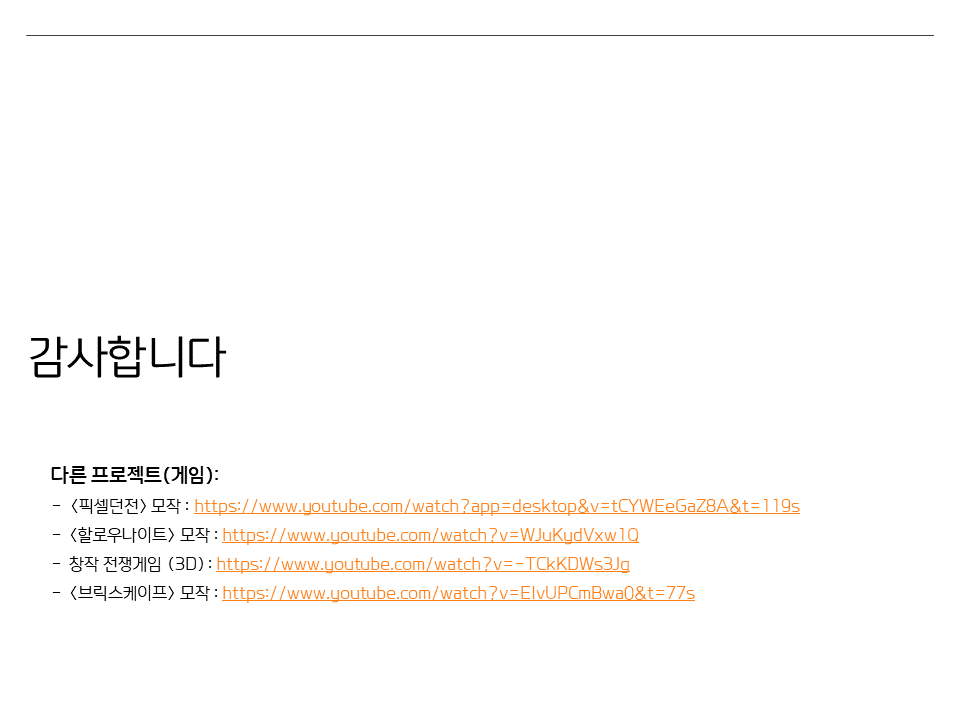 감사합니다
다른 프로젝트(게임):
- <픽셀던전> 모작 : https://www.youtube.com/watch?app=desktop&v=tCYWEeGaZ8A&t=119s
- <할로우나이트> 모작 : https://www.youtube.com/watch?v=WJuKydVxw1Q
- 창작 전쟁게임 (3D) : https://www.youtube.com/watch?v=-TCkKDWs3Jg
- <브릭스케이프> 모작 : https://www.youtube.com/watch?v=ElvUPCmBwa0&t=77s